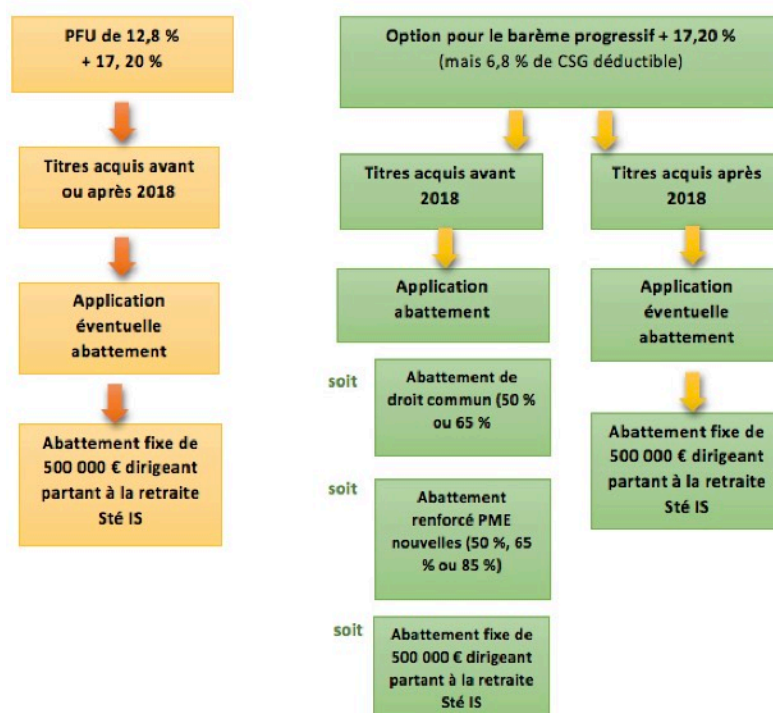 PFU de 12,8 %
+ 17, 20 %
Titres acquis avant
ou après 2018
Application
éventuelle
abattement
Abattement fixe de
500 000 € dirigeant
partant à la retraite
Sté IS
Option pour le barème progressif + 17,20 %
(mais 6,8 % de CSG déductible)
Titres acquis avant
2018
Application
abattement
soit
Abattement de
droit commun (50 %
ou 65 %
soit
Abattement
renforcé PME
nouvelles (50 %, 65
% ou 85 %)
soit
Abattement fixe de
500 000 € dirigeant
partant à la retraite
Sté IS
Titres acquis après
2018
Application
éventuelle
abattement
Abattement fixe de
500 000 € dirigeant
partant à la retraite
Sté IS